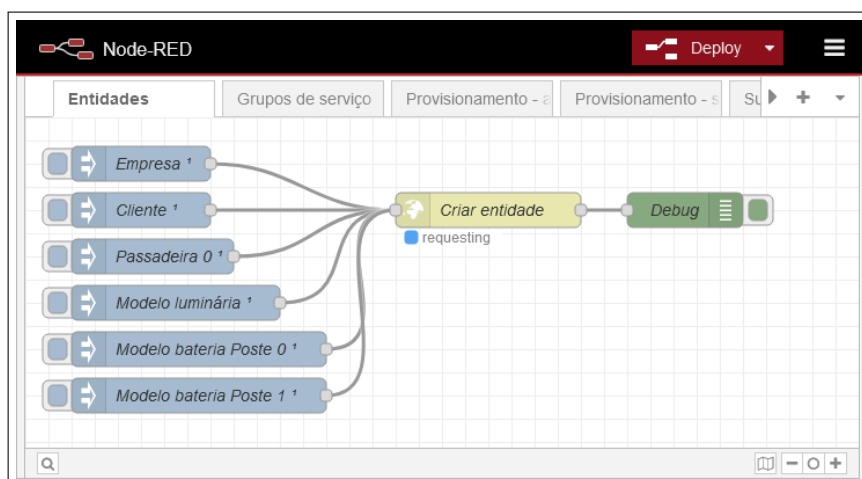 Node-RED Deploy
Entidades Grupos de serviço Provisionamento - a Provisionamento - s Su
Empresa ¹
Cliente ¹ Criar entidade Debug
requesting
Passadeira 0 ¹
Modelo luminária ¹
Modelo bateria Poste 0 ¹
Modelo bateria Poste 1 ¹